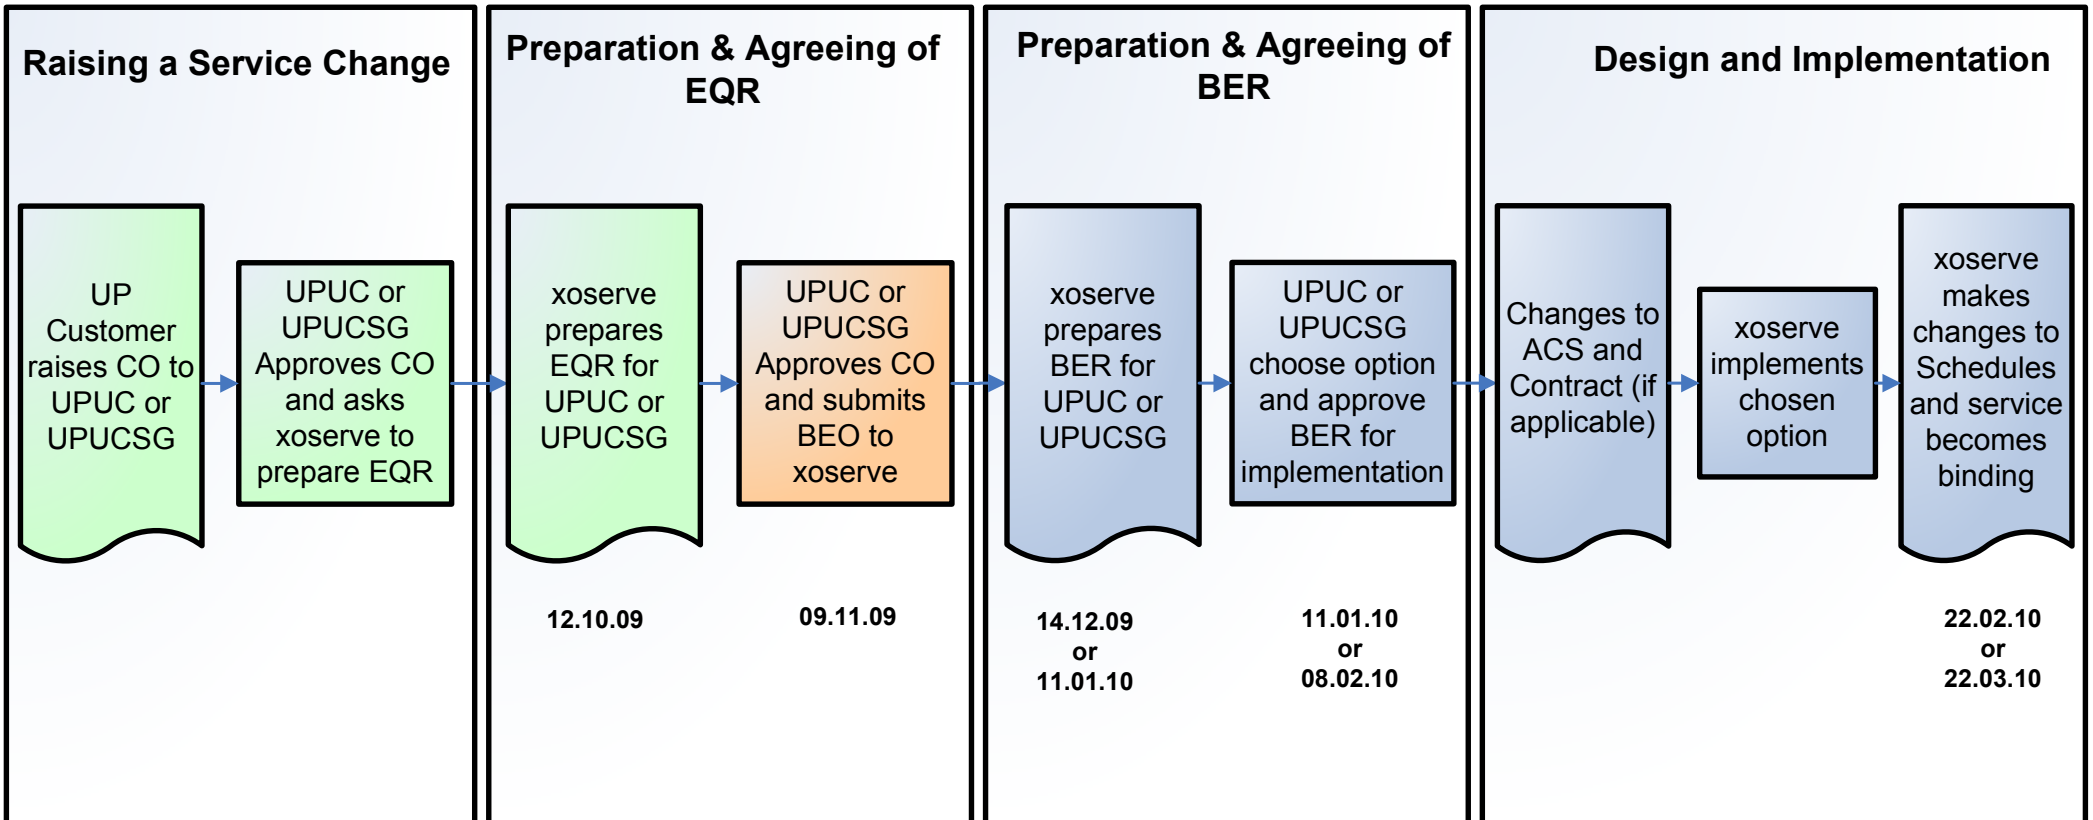 Raising a Service Change
UP
Customer
raises CO to
UPUC or
UPUCSG
UPUC or
UPUCSG
Approves CO
and asks
xoserve to
prepare EQR
Preparation & Agreeing of
EQR
xoserve
prepares
EQR for
UPUC or
UPUCSG
UPUC or
UPUCSG
Approves CO
and submits
BEO to
xoserve
12.10.09
09.11.09
Preparation & Agreeing of
BER
xoserve
prepares
BER for
UPUC or
UPUCSG
UPUC or
UPUCSG
choose option
and approve
BER for
implementation
14.12.09
or
11.01.10
11.01.10
or
08.02.10
Design and Implementation
Changes to
ACS and
Contract (if
applicable)
xoserve
implements
chosen
option
xoserve
makes
changes to
Schedules
and service
becomes
binding
22.02.10
or
22.03.10